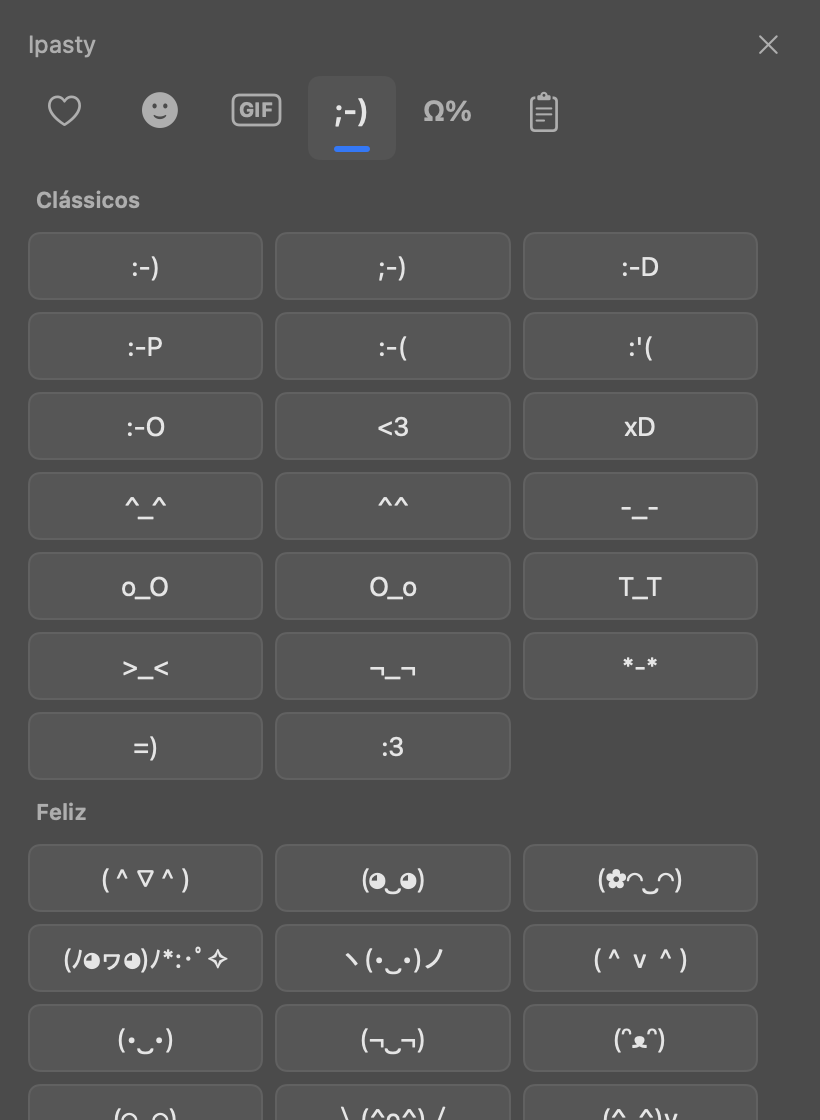 Ipasty
GIF ;-) Ω%
Clássicos
:-) ;-) :-D
:-P :-( :'(
:-O <3 xD
^_^ ^^ -_-
o_O O_o T_T
>_< ¬_¬ *-*
=) :3
Feliz
( ^ ∇ ^ ) (◕‿◕) (✿◠‿◠)
(ﾉ◕ヮ◕)ﾉ*:･ﾟ✧ ヽ(•‿•)ノ ( ^ v ^ )
(•‿•) (¬‿¬) (ᵔᴥᵔ)